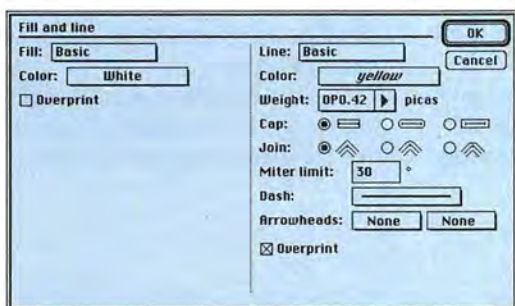 Fill and line
OK
Cancel
Fill: Basic
Color: White
Overprint
Line: Basic
Color: yellow
Weight: 0P0.42 picas
Cap:
Join:
Miter limit: 30 °
Dash:
Arrowheads: None None
Overprint